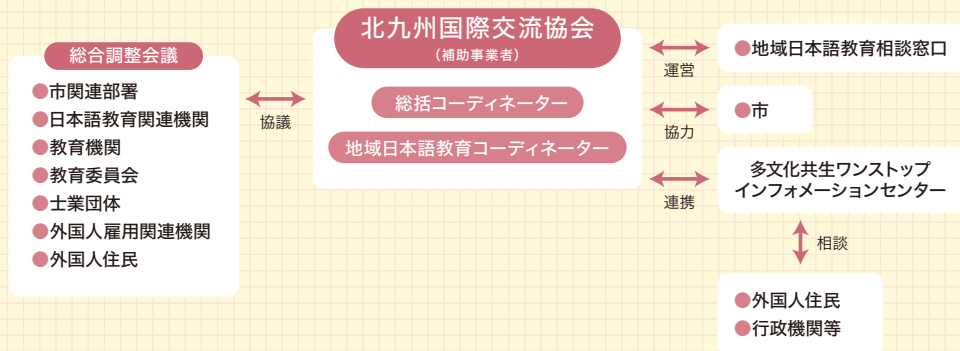 総合調整会議
●市関連部署
●日本語教育関連機関
●教育機関
●教育委員会
●士業団体
●外国人雇用関連機関
●外国人住民
協議
北九州国際交流協会
（補助事業者）
総括コーディネーター
地域日本語教育コーディネーター
運営
●地域日本語教育相談窓口
協力
●市
連携
多文化共生ワンストップ
インフォメーションセンター
相談
●外国人住民
●行政機関等